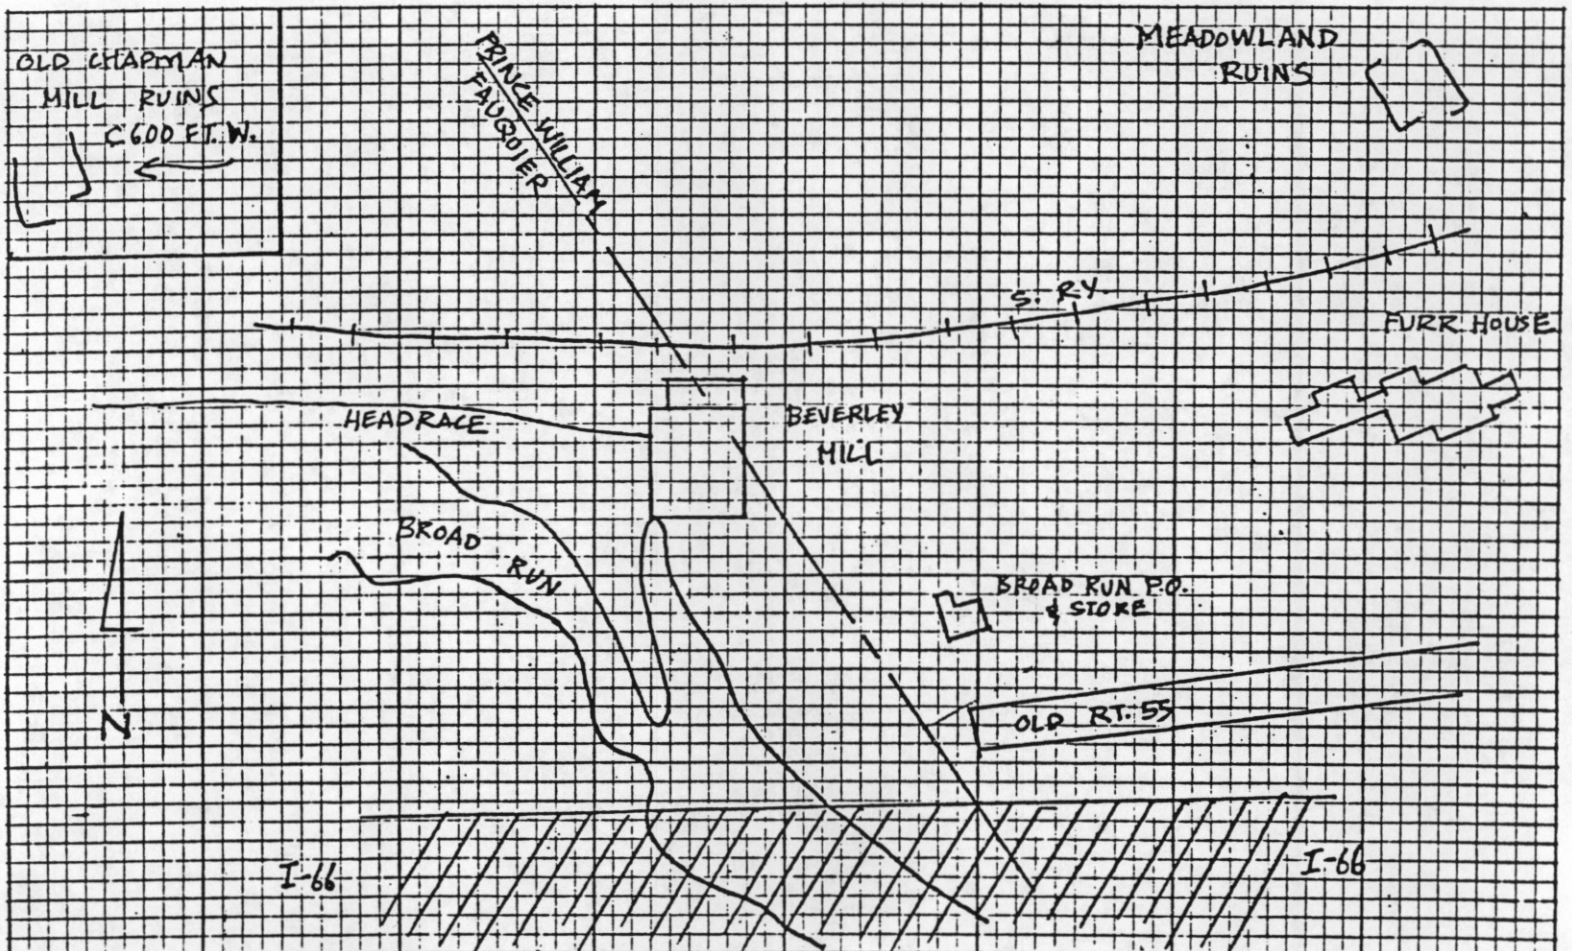 OLD CHAPMAN
MILL RUINS
C 600 FT. W.
PRINCE WILLIAM
FAUQUIER
MEADOWLAND
RUINS
S. RY.
FURR HOUSE
HEADRACE
BEVERLEY
MILL
BROAD
RUN
BROAD RUN P.O.
& STORE
N
OLD RT. 55
I-66
I-66